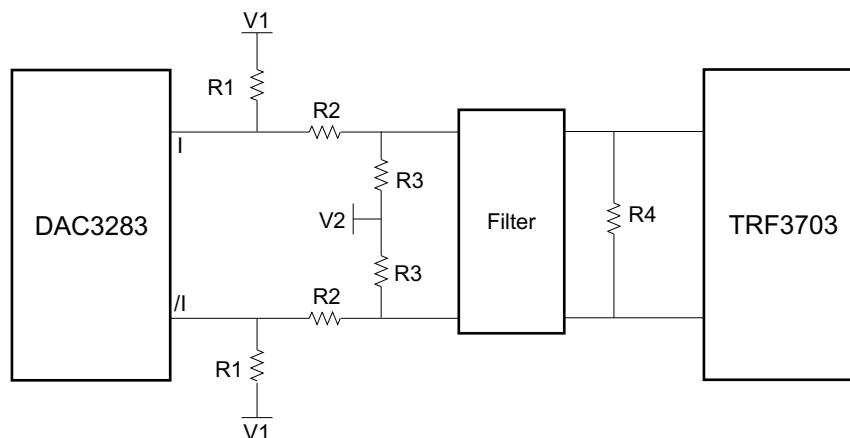 V1
R1
R2
I
R3
DAC3283
V2
Filter
R4
TRF3703
R3
/I
R2
R1
V1